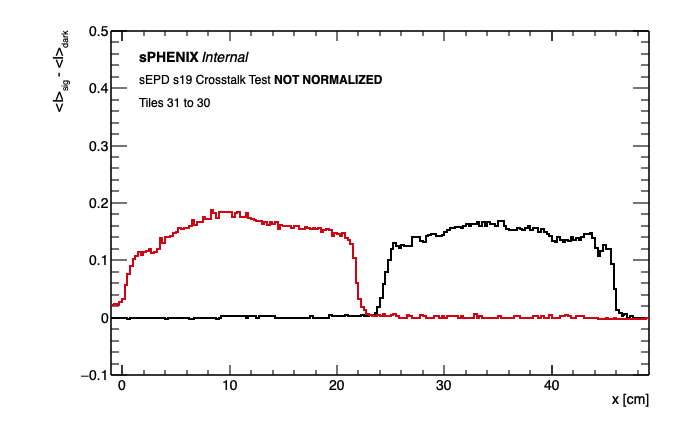 0.5
<I>sig - <I>dark
sPHENIX Internal
sEPD s19 Crosstalk Test NOT NORMALIZED
Tiles 31 to 30
0.4
0.3
0.2
0.1
0
−0.1
0 10 20 30 40
x [cm]